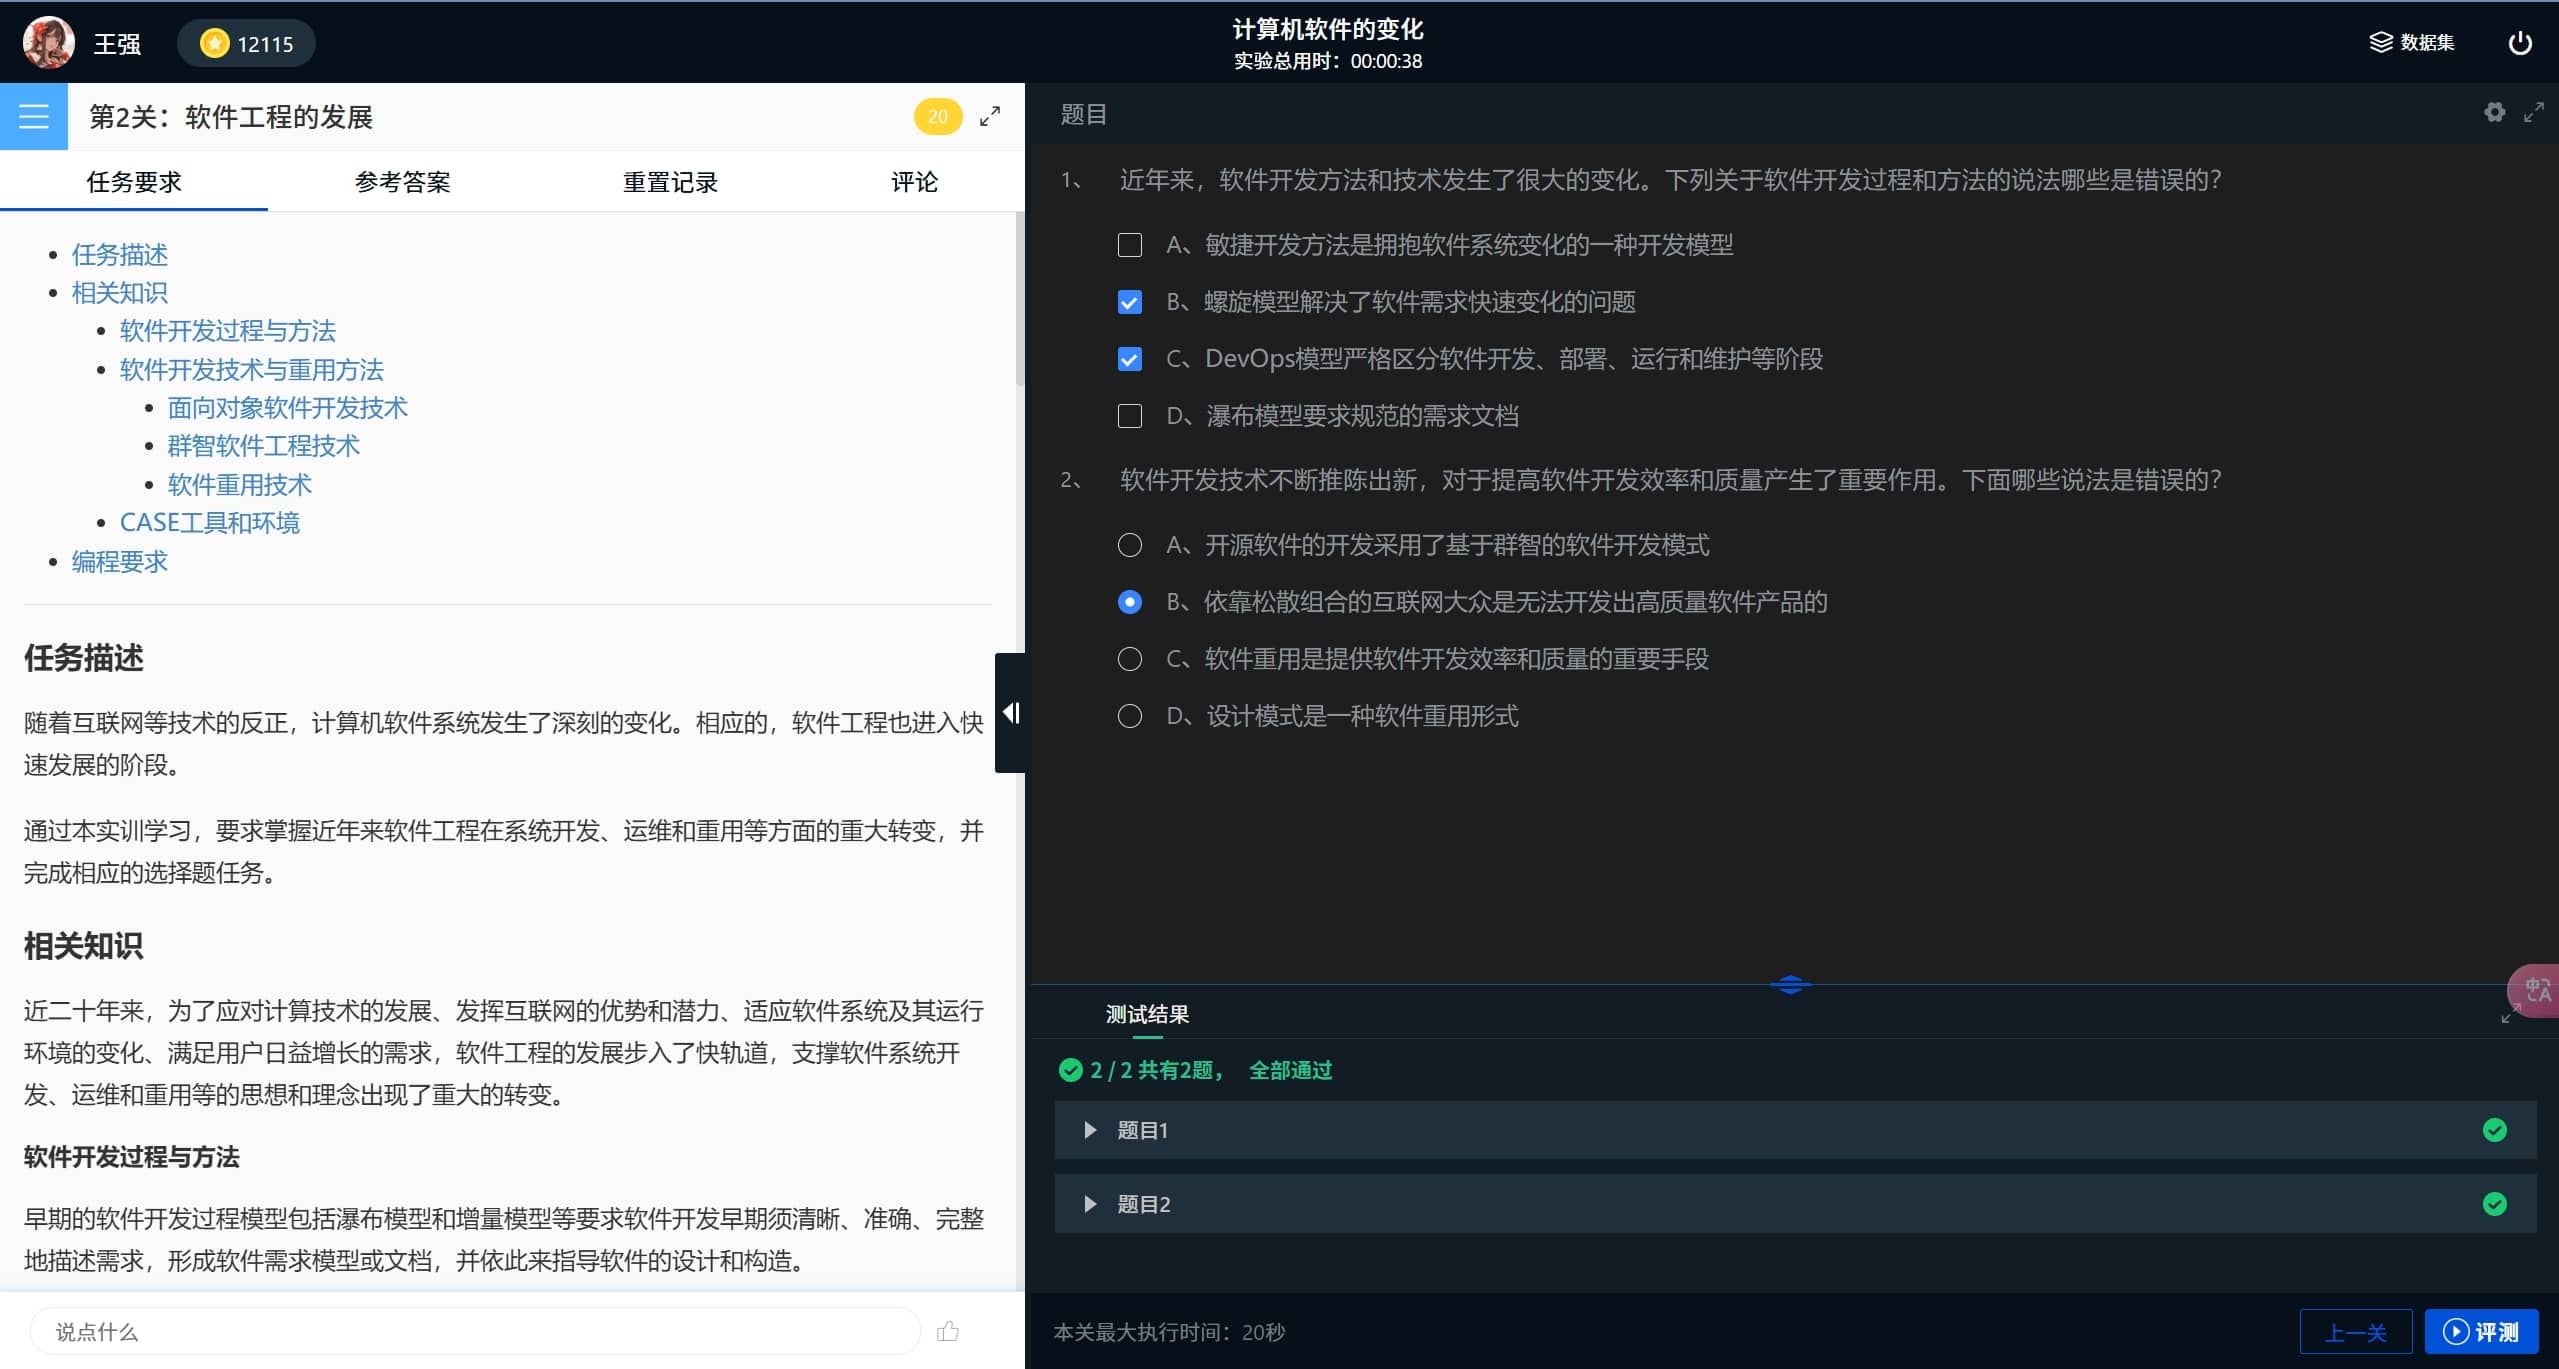 王强
12115
计算机软件的变化
实验总用时：00:00:38
数据集
第2关：软件工程的发展
20
任务要求
参考答案
重置记录
评论
任务描述
相关知识
软件开发过程与方法
软件开发技术与重用方法
面向对象软件开发技术
群智软件工程技术
软件重用技术
CASE工具和环境
编程要求
任务描述
随着互联网等技术的反正，计算机软件系统发生了深刻的变化。相应的，软件工程也进入快
速发展的阶段。
通过本实训学习，要求掌握近年来软件工程在系统开发、运维和重用等方面的重大转变，并
完成相应的选择题任务。
相关知识
近二十年来，为了应对计算技术的发展、发挥互联网的优势和潜力、适应软件系统及其运行
环境的变化、满足用户日益增长的需求，软件工程的发展步入了快轨道，支撑软件系统开
发、运维和重用等的思想和理念出现了重大的转变。
软件开发过程与方法
早期的软件开发过程模型包括瀑布模型和增量模型等要求软件开发早期须清晰、准确、完整
地描述需求，形成软件需求模型或文档，并依此来指导软件的设计和构造。
说点什么
题目
1、 近年来，软件开发方法和技术发生了很大的变化。下列关于软件开发过程和方法的说法哪些是错误的？
A、敏捷开发方法是拥抱软件系统变化的一种开发模型
B、螺旋模型解决了软件需求快速变化的问题
C、DevOps模型严格区分软件开发、部署、运行和维护等阶段
D、瀑布模型要求规范的需求文档
2、 软件开发技术不断推陈出新，对于提高软件开发效率和质量产生了重要作用。下面哪些说法是错误的？
A、开源软件的开发采用了基于群智的软件开发模式
B、依靠松散组合的互联网大众是无法开发出高质量软件产品的
C、软件重用是提供软件开发效率和质量的重要手段
D、设计模式是一种软件重用形式
中A
测试结果
2 / 2 共有2题， 全部通过
题目1
题目2
本关最大执行时间：20秒
上一关
评测